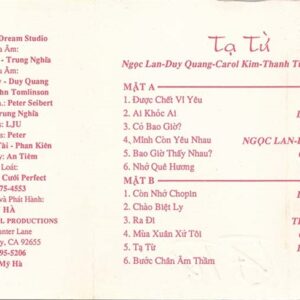 Dream Studio
Âm:
- Trung Nghĩa
a Âm:
- Duy Quang
hn Tomlinson
.: Peter Seibert
rung Nghĩa
s: LJU
s: Peter
Tài - Phan Kiên
y: An Tiêm
Loát:
Cưới Perfect
75-4553
và Phát Hành:
HÀ
L PRODUCTIONS
nter Lane
y, CA 92655
95-5206
Mỹ Hà
Tạ Từ
Ngọc Lan-Duy Quang-Carol Kim-Thanh T
MẶT A
1. Được Chết Vì Yêu
2. Ai Khóc Ai
3. Có Bao Giờ?
4. Mình Còn Yêu Nhau
NGỌC LAN-
5. Bao Giờ Thấy Nhau?
6. Nhớ Quê Hương
MẶT B
1. Còn Nhớ Chopin
2. Chào Biệt Ly
3. Ra Đi
4. Mùa Xuân Xứ Tôi
5. Tạ Từ
6. Bước Chân Âm Thầm